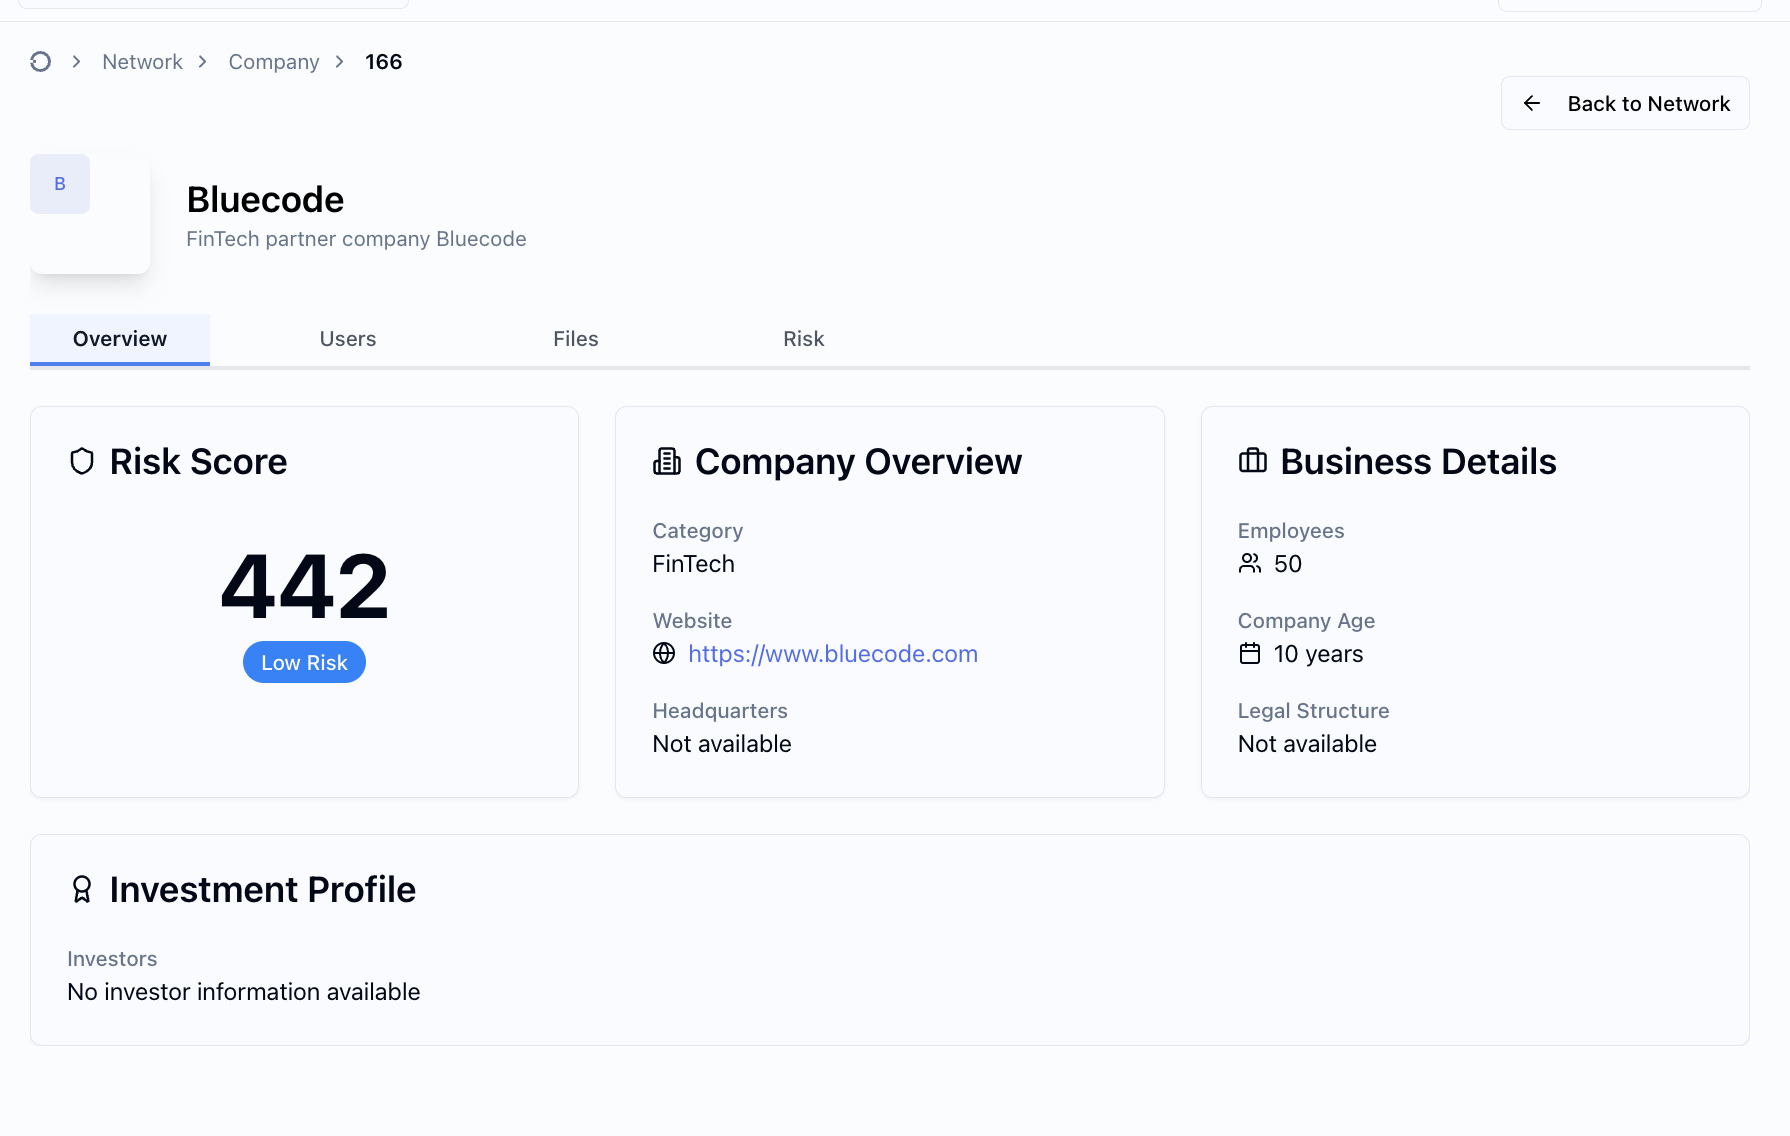 Network > Company > 166
Back to Network
B
Bluecode
FinTech partner company Bluecode
Overview Users Files Risk
Risk Score
442
Low Risk
Company Overview
Category
FinTech
Website
https://www.bluecode.com
Headquarters
Not available
Business Details
Employees
50
Company Age
10 years
Legal Structure
Not available
Investment Profile
Investors
No investor information available